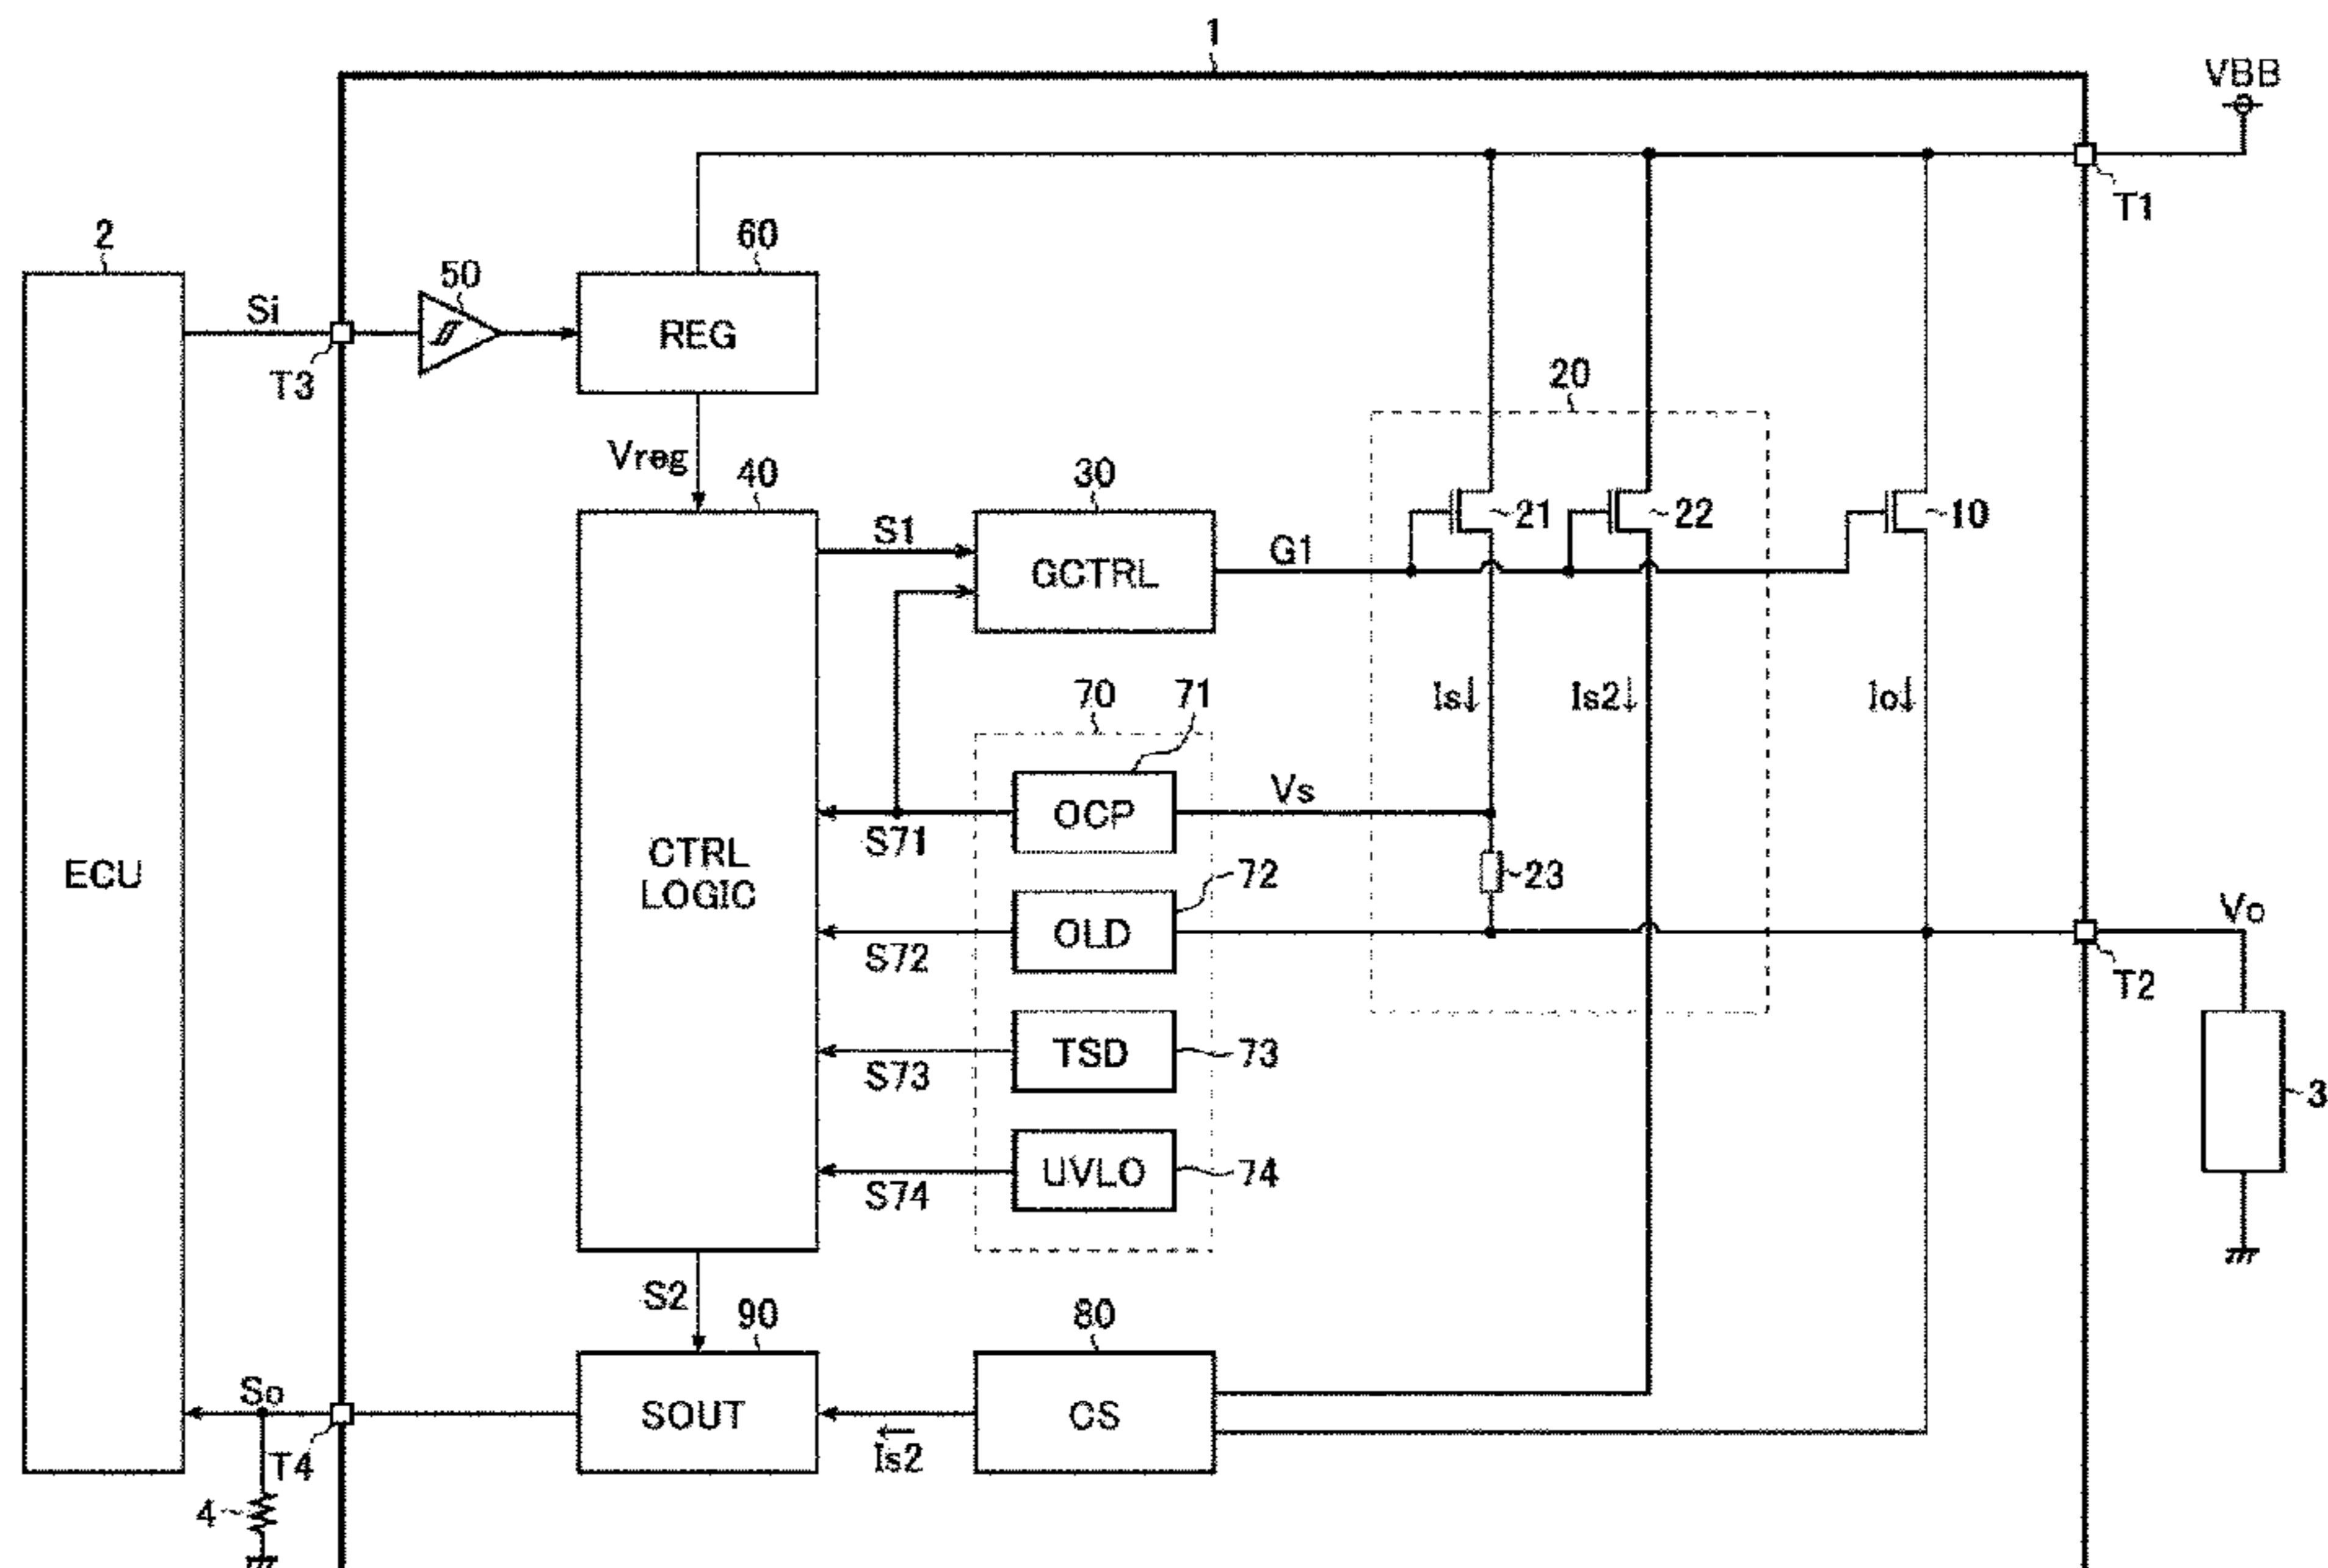 1
VBB
T1
2
Si
T3
50
60
REG
Vreg
40
30
S1
GCTRL
G1
20
21
22
10
Is↓
Is2↓
Io↓
70
71
OCP
Vs
S71
ECU
CTRL
LOGIC
72
OLD
S72
23
Vo
T2
TSD
73
S73
3
UVLO
74
S74
S2
90
80
So
SOUT
CS
Is2
T4
4